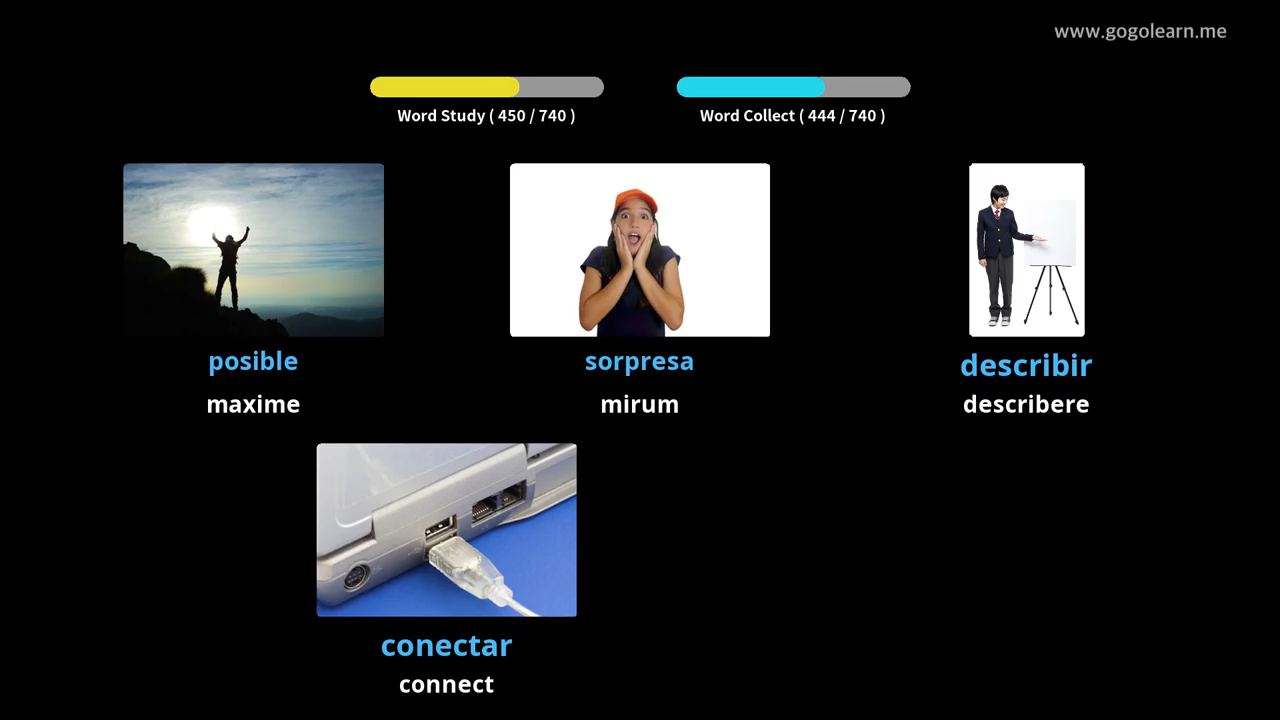 www.gogolearn.me
Word Study ( 450 / 740 )
Word Collect ( 444 / 740 )
posible
maxime
sorpresa
mirum
describir
describere
conectar
connect